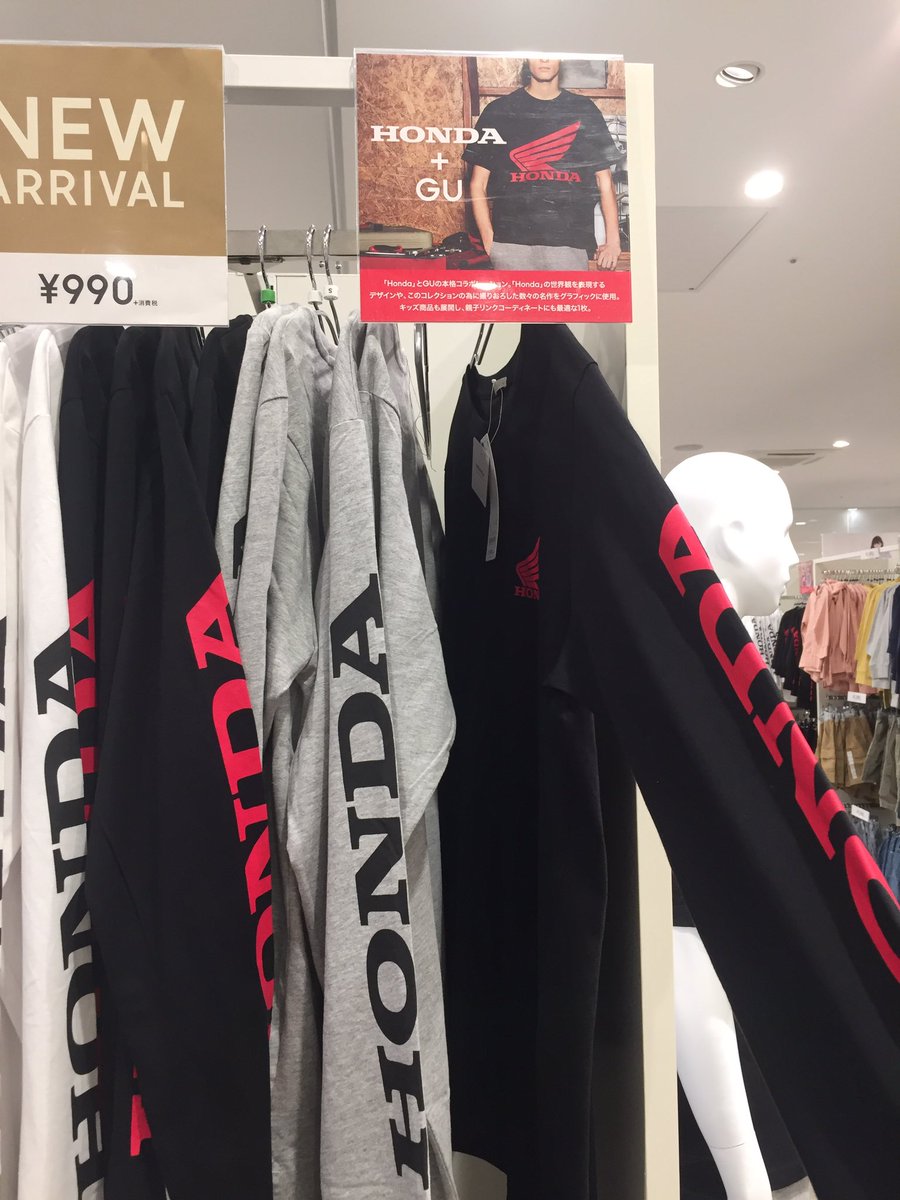 NEW
ARRIVAL
¥990+消費税
HONDA
+
GU
HONDA
「Honda」とGUの本格コラボレーション。「Honda」の世界観を表現する
デザインや、このコレクションの為に撮りおろした数々の名作をグラフィックに使用。
キッズ商品も展開し、親子リンクコーディネートにも最適な1枚。
S
HONDA
HONDA
HONDA
HONDA
HONDA